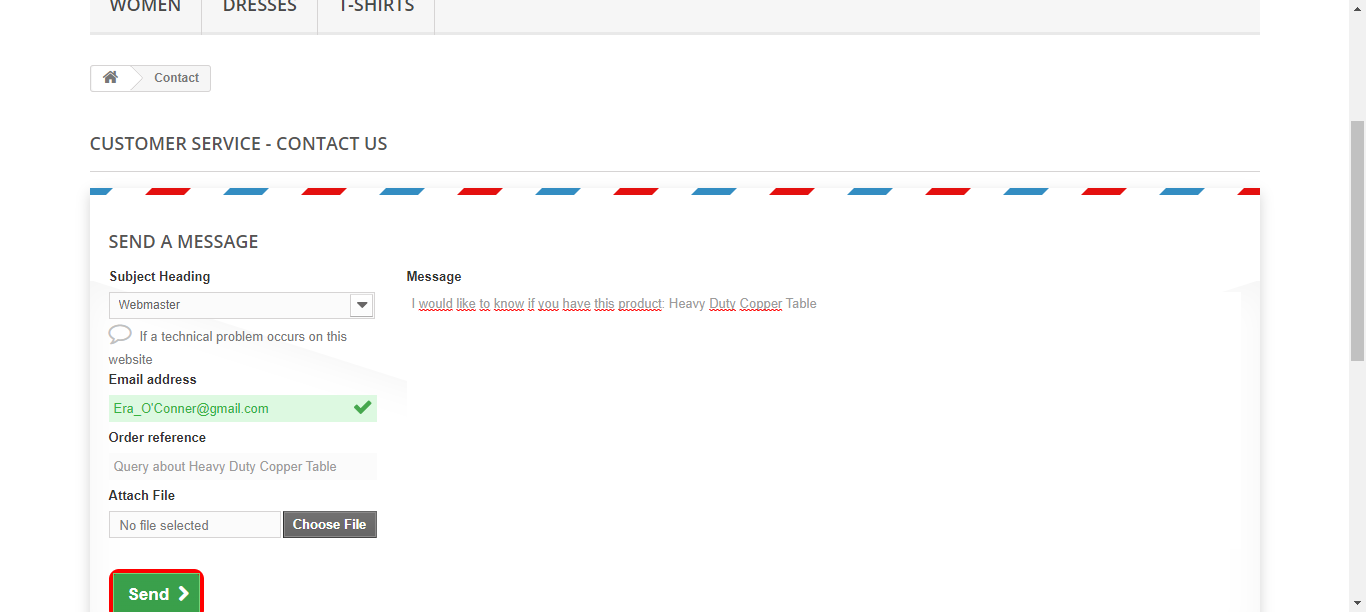 WOMEN DRESSES T-SHIRTS
Contact
CUSTOMER SERVICE - CONTACT US
SEND A MESSAGE
Subject Heading
Webmaster
If a technical problem occurs on this
website
Email address
Era_O'Conner@gmail.com
Order reference
Query about Heavy Duty Copper Table
Attach File
No file selected Choose File
Send
Message
I would like to know if you have this product: Heavy Duty Copper Table